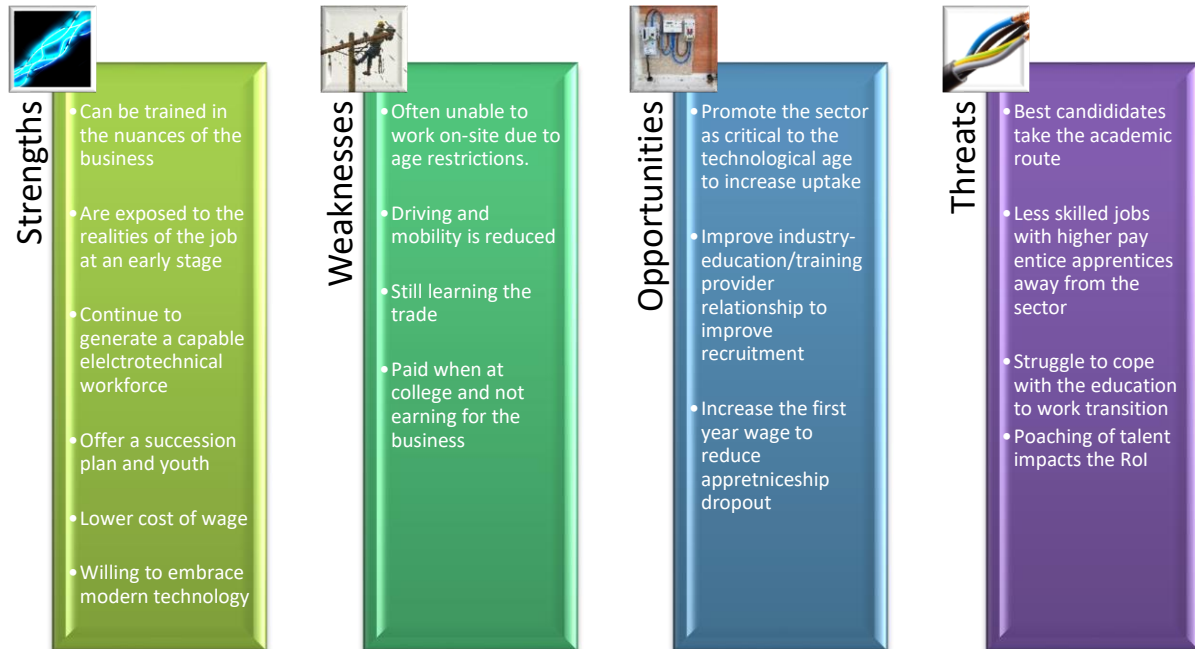 Strengths
• Can be trained in
the nuances of the
business
• Are exposed to the
realities of the job
at an early stage
• Continue to
generate a capable
elelctrotechnical
workforce
• Offer a succession
plan and youth
• Lower cost of wage
• Willing to embrace
modern technology
Weaknesses
• Often unable to
work on-site due to
age restrictions.
• Driving and
mobility is reduced
• Still learning the
trade
• Paid when at
college and not
earning for the
business
Opportunities
• Promote the sector
as critical to the
technological age
to increase uptake
• Improve industry-
education/training
provider
relationship to
improve
recruitment
• Increase the first
year wage to
reduce
appretniceship
dropout
Threats
• Best candididates
take the academic
route
• Less skilled jobs
with higher pay
entice apprentices
away from the
sector
• Struggle to cope
with the education
to work transition
• Poaching of talent
impacts the RoI